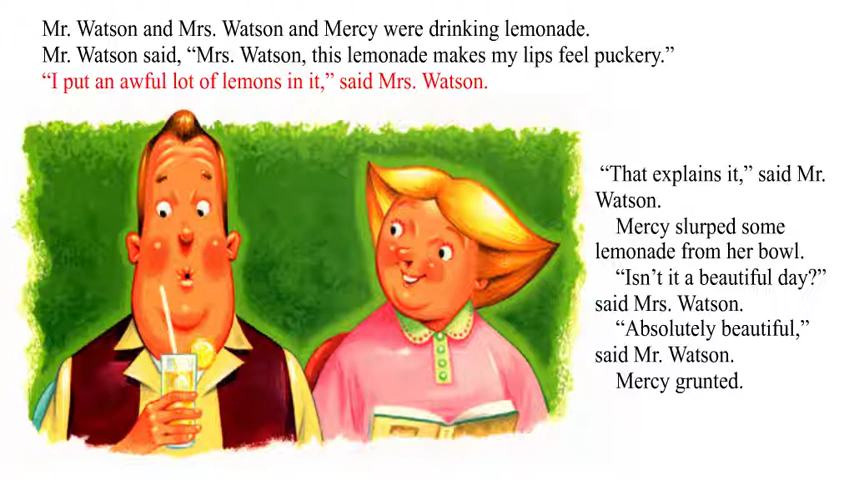 Mr. Watson and Mrs. Watson and Mercy were drinking lemonade.
Mr. Watson said, “Mrs. Watson, this lemonade makes my lips feel puckery.”
“I put an awful lot of lemons in it,” said Mrs. Watson.
“That explains it,” said Mr.
Watson.
Mercy slurped some
lemonade from her bowl.
“Isn’t it a beautiful day?”
said Mrs. Watson.
“Absolutely beautiful,”
said Mr. Watson.
Mercy grunted.